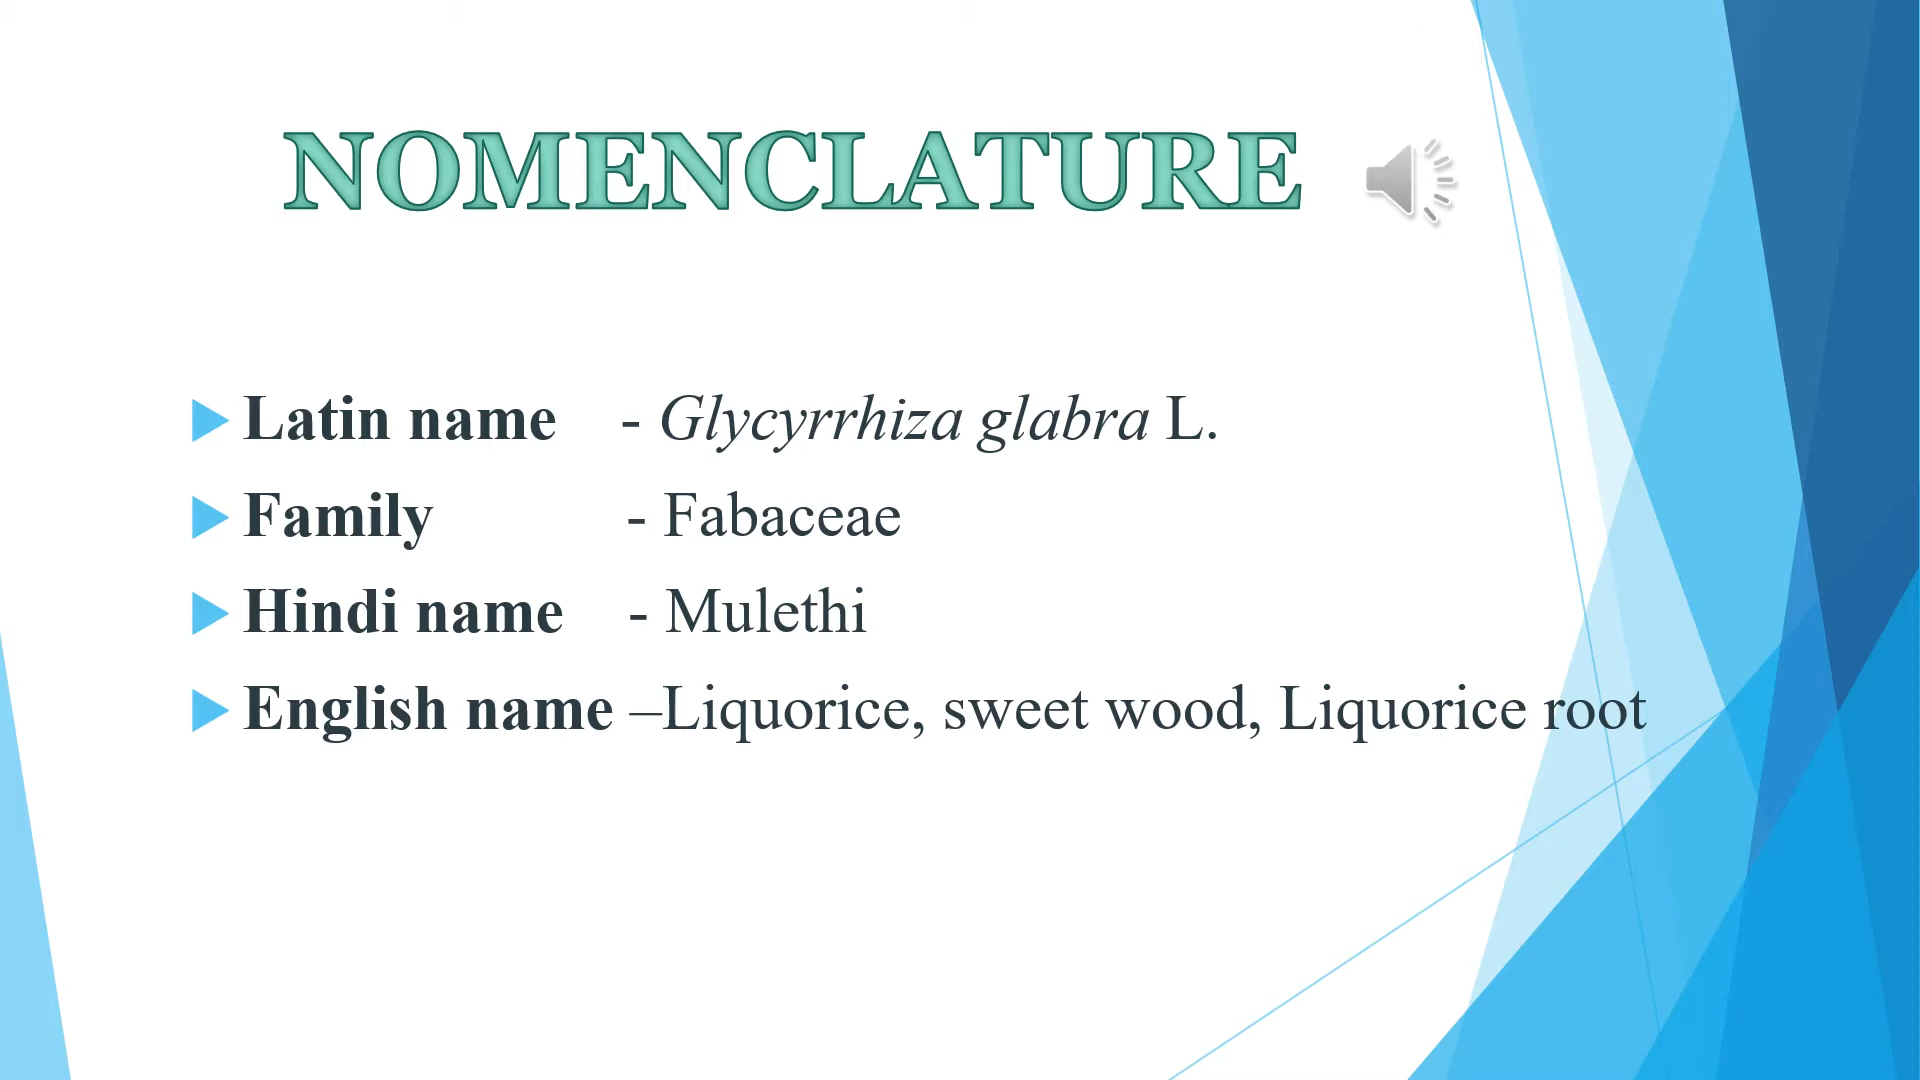 NOMENCLATURE
Latin name - Glycyrrhiza glabra L.
Family - Fabaceae
Hindi name - Mulethi
English name –Liquorice, sweet wood, Liquorice root